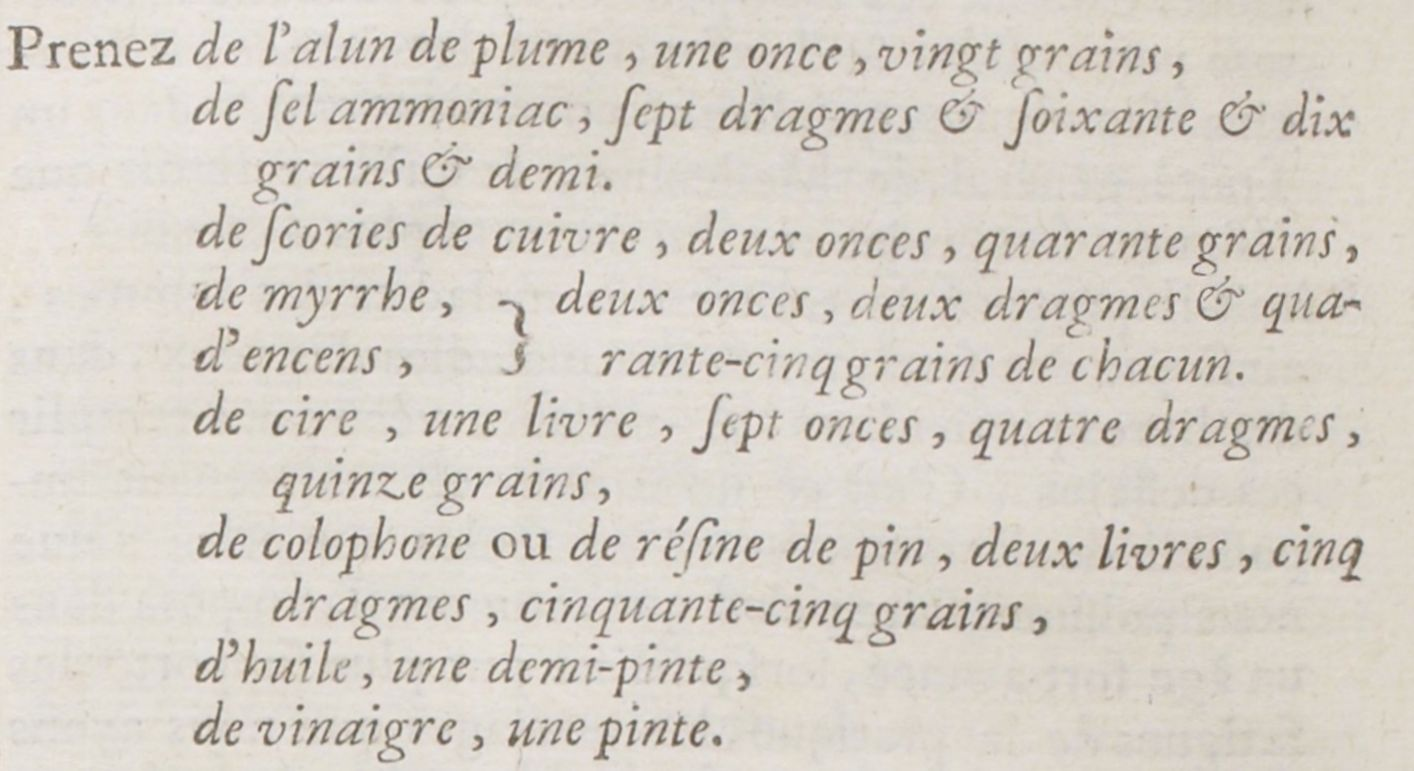 Prenez de l'alun de plume, une once, vingt grains,
de ſel ammoniac, ſept dragmes & ſoixante & dix
grains & demi.
de ſcories de cuivre, deux onces, quarante grains,
de myrrhe, } deux onces, deux dragmes & qua-
d'encens, } rante-cinq grains de chacun.
de cire, une livre, ſept onces, quatre dragmes,
quinze grains,
de colophone ou de réſine de pin, deux livres, cinq
dragmes, cinquante-cinq grains,
d'huile, une demi-pinte,
de vinaigre, une pinte.